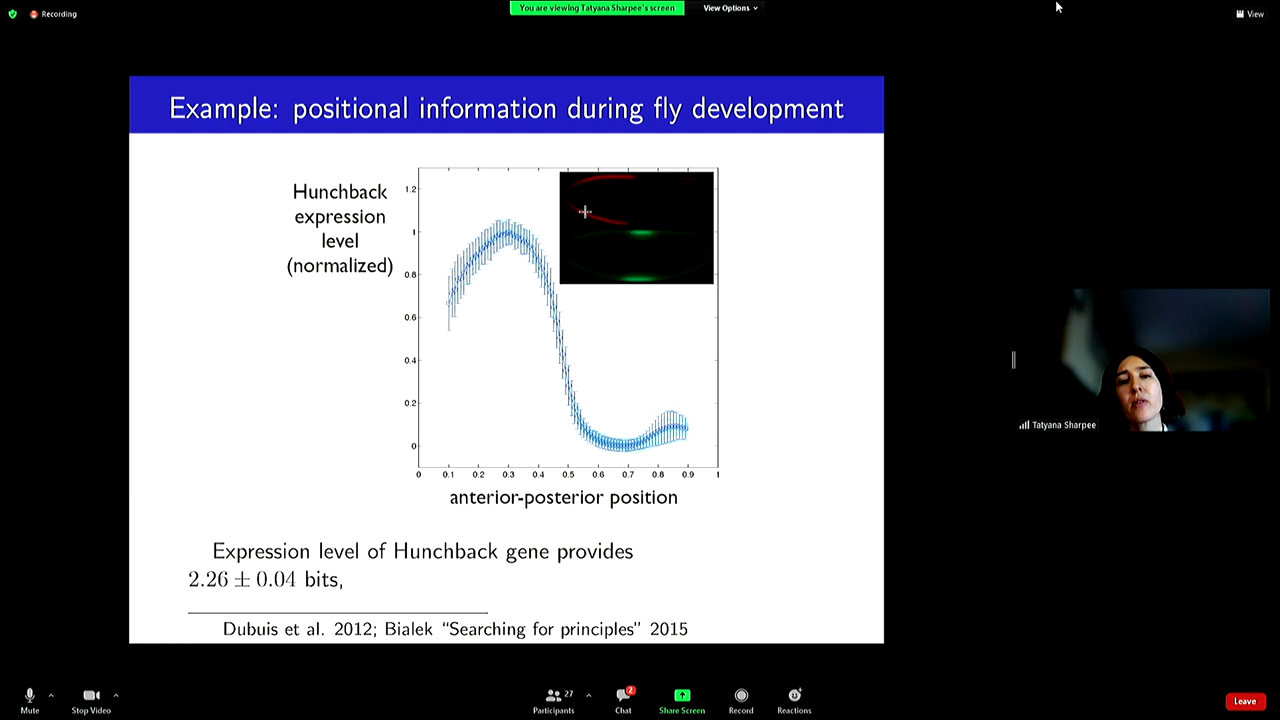 Recording
You are viewing Tatyana Sharpee's screen
View Options
View
Example: positional information during fly development
Hunchback
expression
level
(normalized)
1.2
1
0.8
0.6
0.4
0.2
0
0 0.1 0.2 0.3 0.4 0.5 0.6 0.7 0.8 0.9 1
anterior-posterior position
Expression level of Hunchback gene provides
2.26 ± 0.04 bits,
Dubuis et al. 2012; Bialek “Searching for principles” 2015
Tatyana Sharpee
Mute
Stop Video
27
Participants
2
Chat
Share Screen
Record
Reactions
Leave